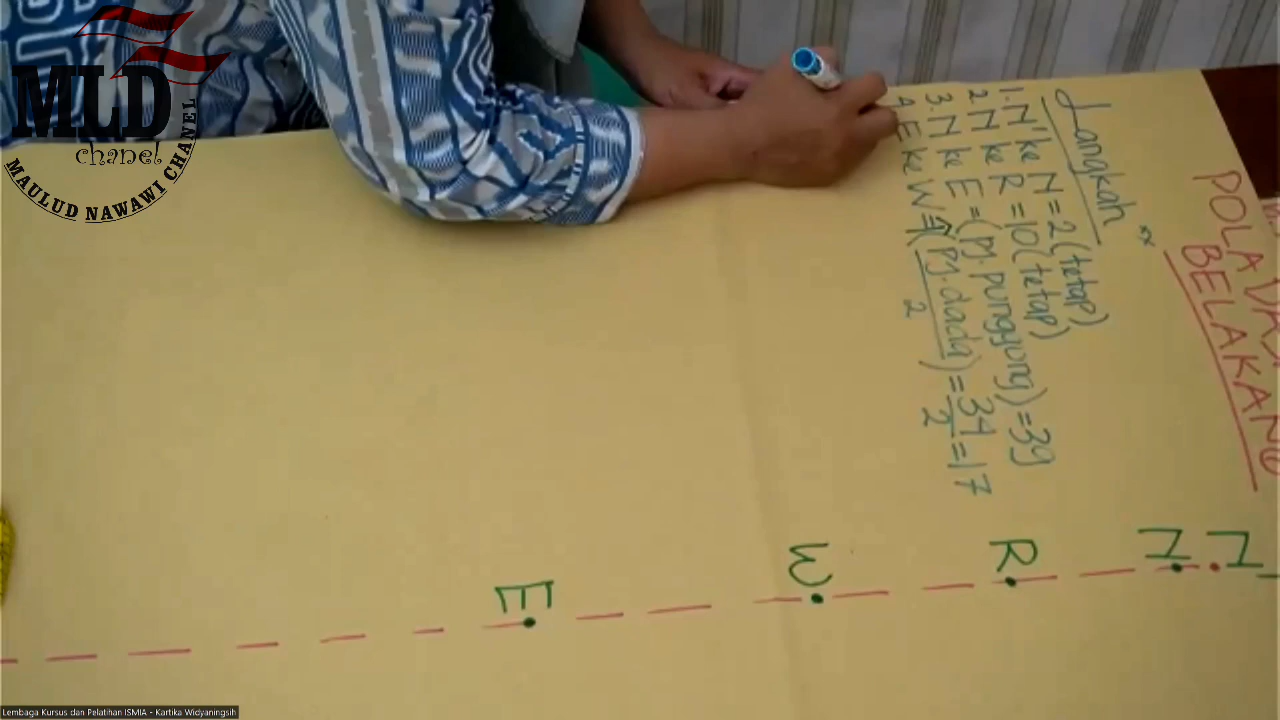 MLD
chanel
MAULUD NAWAWI CHANEL
POLA
BELAKANG
Langkah
1. N' ke N = 2 (tetap)
2. N ke R = 10 (tetap)
3. N ke E = (pj. punggung) = 39
4. E ke W = (pj. dada) = 34 = 17
2 2
N N
R
W
E
Lembaga Kursus dan Pelatihan ISMIA - Kartika Widyaningsih